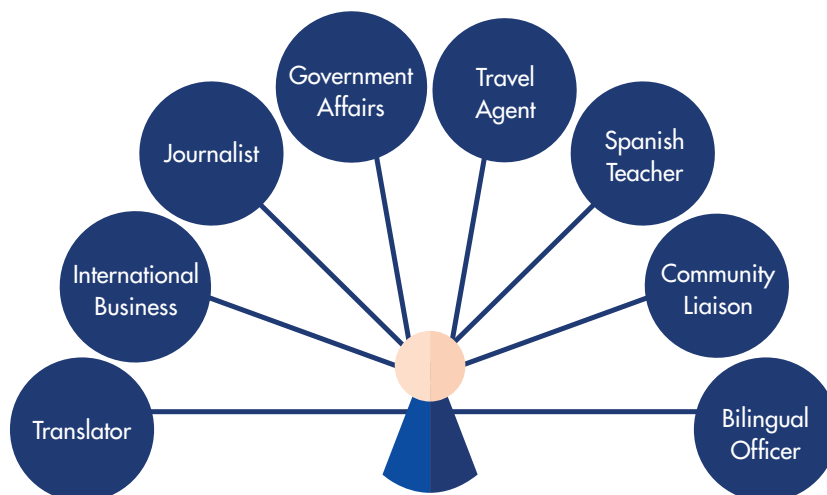 Government
Affairs
Travel
Agent
Journalist
Spanish
Teacher
International
Business
Community
Liaison
Translator
Bilingual
Officer